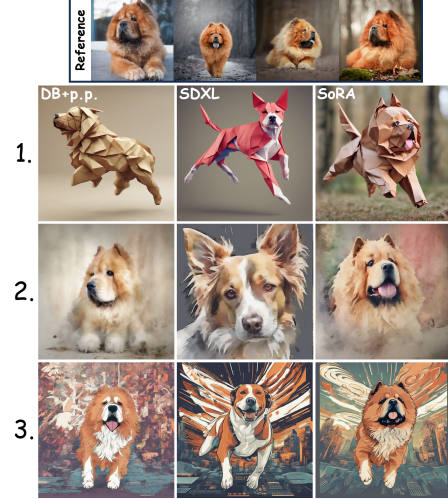 Reference
DB+p.p. SDXL SoRA
1.
2.
3.